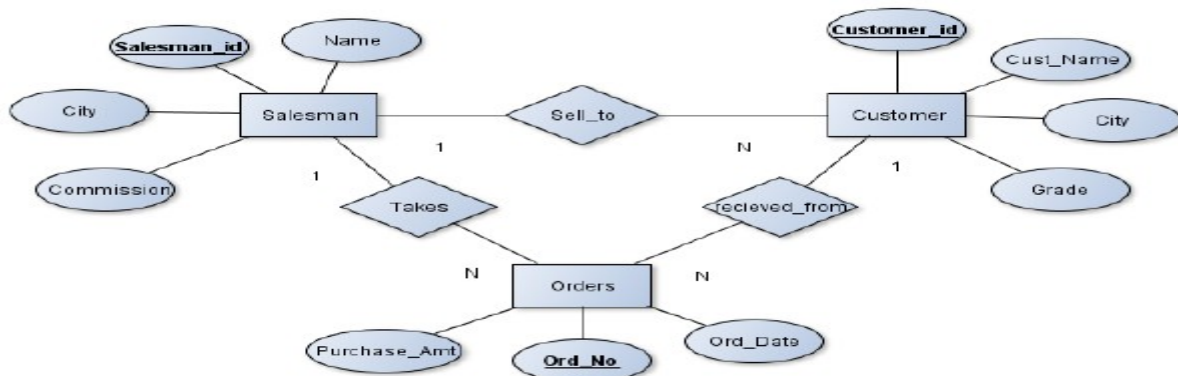 Salesman_id
Name
Customer_id
Cust_Name
City
Salesman
Sell_to
Customer
City
1
N
1
Commission
1
Takes
recieved_from
Grade
N
N
Orders
Purchase_Amt
Ord_No
Ord_Date